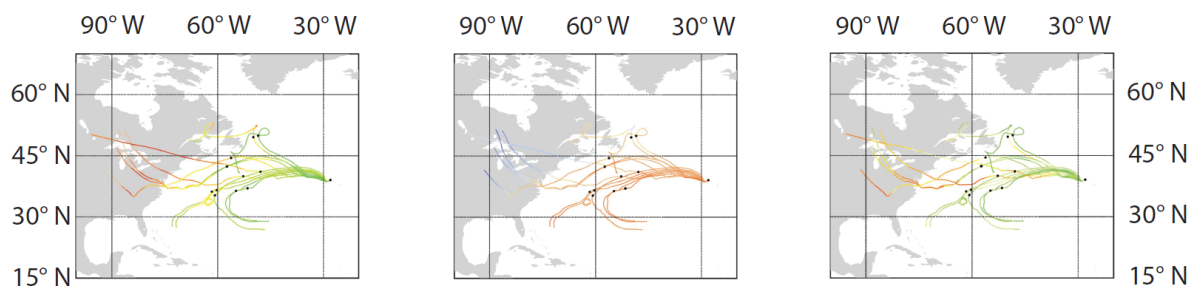 90° W 60° W 30° W 90° W 60° W 30° W 90° W 60° W 30° W
60° N 60° N
45° N 45° N
30° N 30° N
15° N 15° N